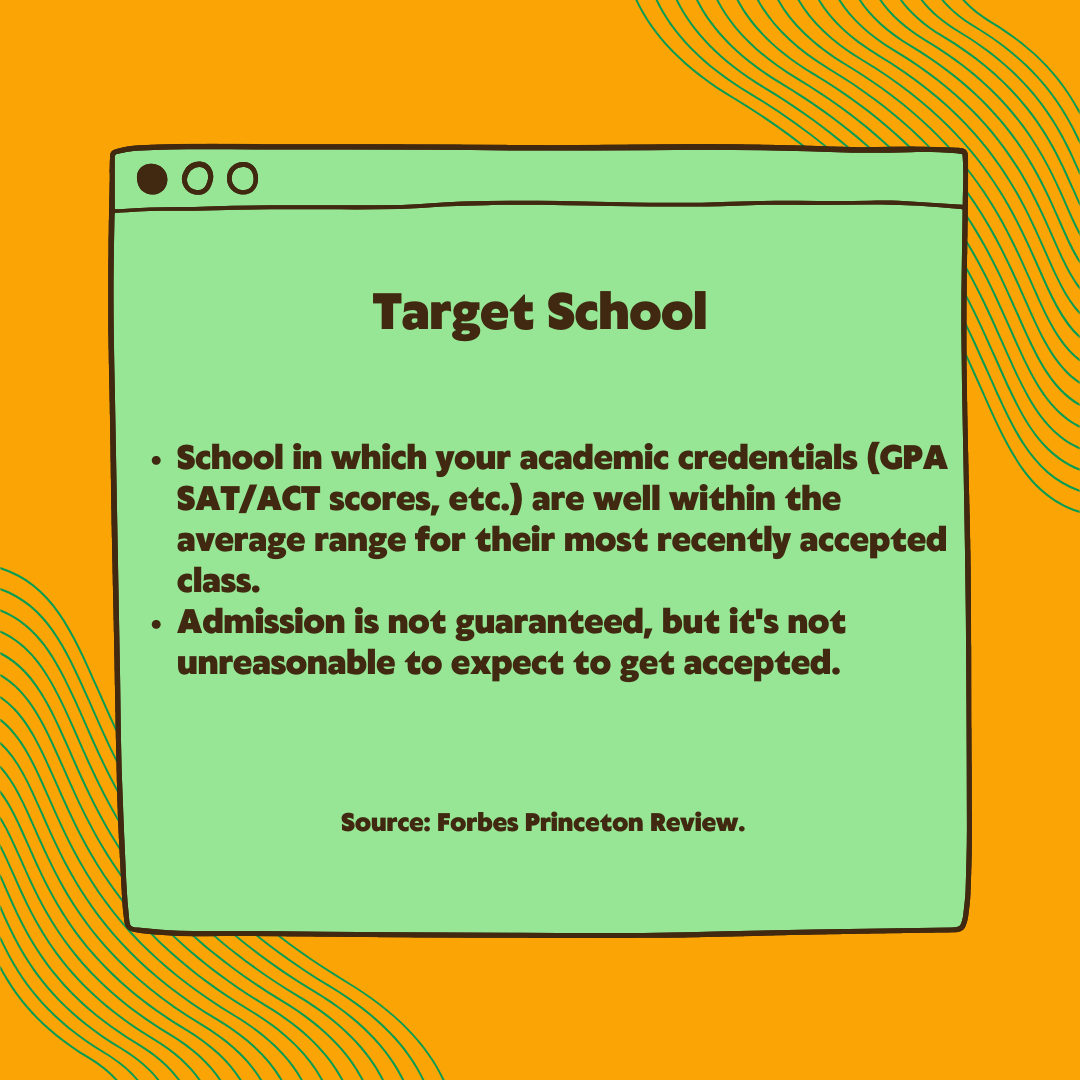 Target School
• School in which your academic credentials (GPA
SAT/ACT scores, etc.) are well within the
average range for their most recently accepted
class.
• Admission is not guaranteed, but it's not
unreasonable to expect to get accepted.
Source: Forbes Princeton Review.